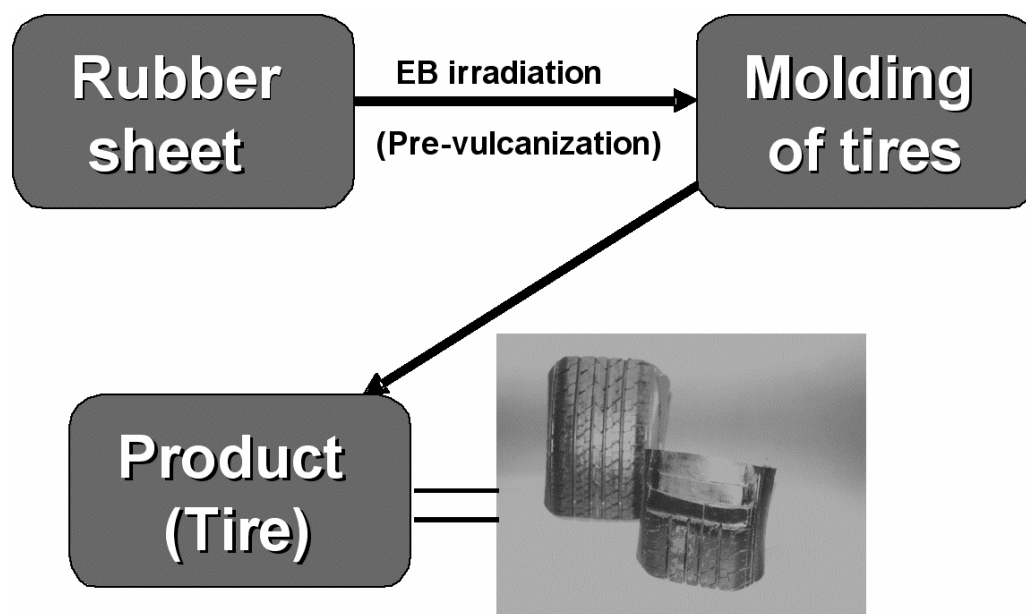 Rubber
sheet
EB irradiation
(Pre-vulcanization)
Molding
of tires
Product
(Tire)